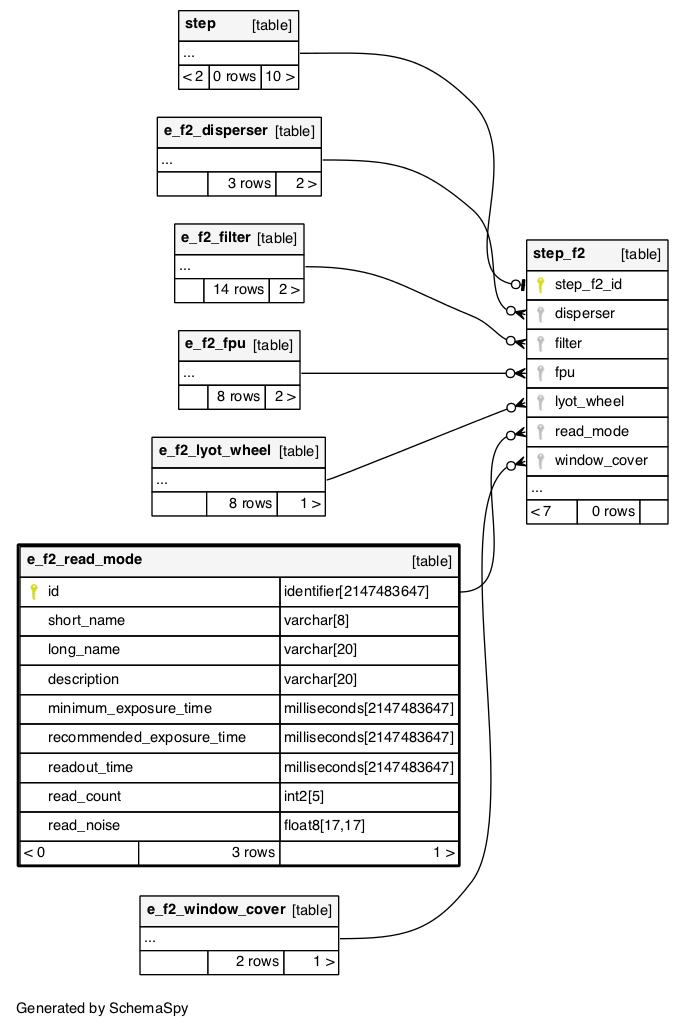 step [table]
...
< 2 0 rows 10 >
e_f2_disperser [table]
...
3 rows 2 >
e_f2_filter [table]
...
14 rows 2 >
e_f2_fpu [table]
...
8 rows 2 >
e_f2_lyot_wheel [table]
...
8 rows 1 >
step_f2 [table]
step_f2_id
disperser
filter
fpu
lyot_wheel
read_mode
window_cover
...
< 7 0 rows
e_f2_read_mode [table]
id identifier[2147483647]
short_name varchar[8]
long_name varchar[20]
description varchar[20]
minimum_exposure_time milliseconds[2147483647]
recommended_exposure_time milliseconds[2147483647]
readout_time milliseconds[2147483647]
read_count int2[5]
read_noise float8[17,17]
< 0 3 rows 1 >
e_f2_window_cover [table]
...
2 rows 1 >
Generated by SchemaSpy